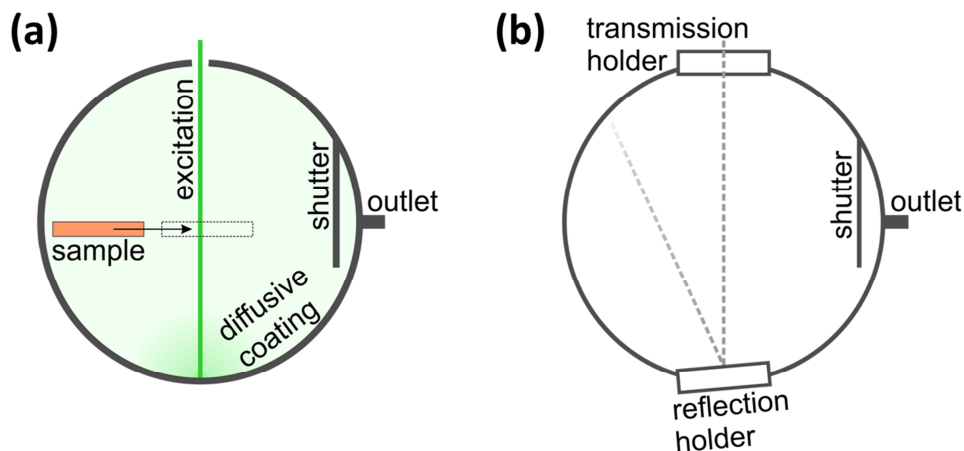 (a)
excitation
shutter
outlet
sample
diffusive
coating
(b)
transmission
holder
shutter
outlet
reflection
holder